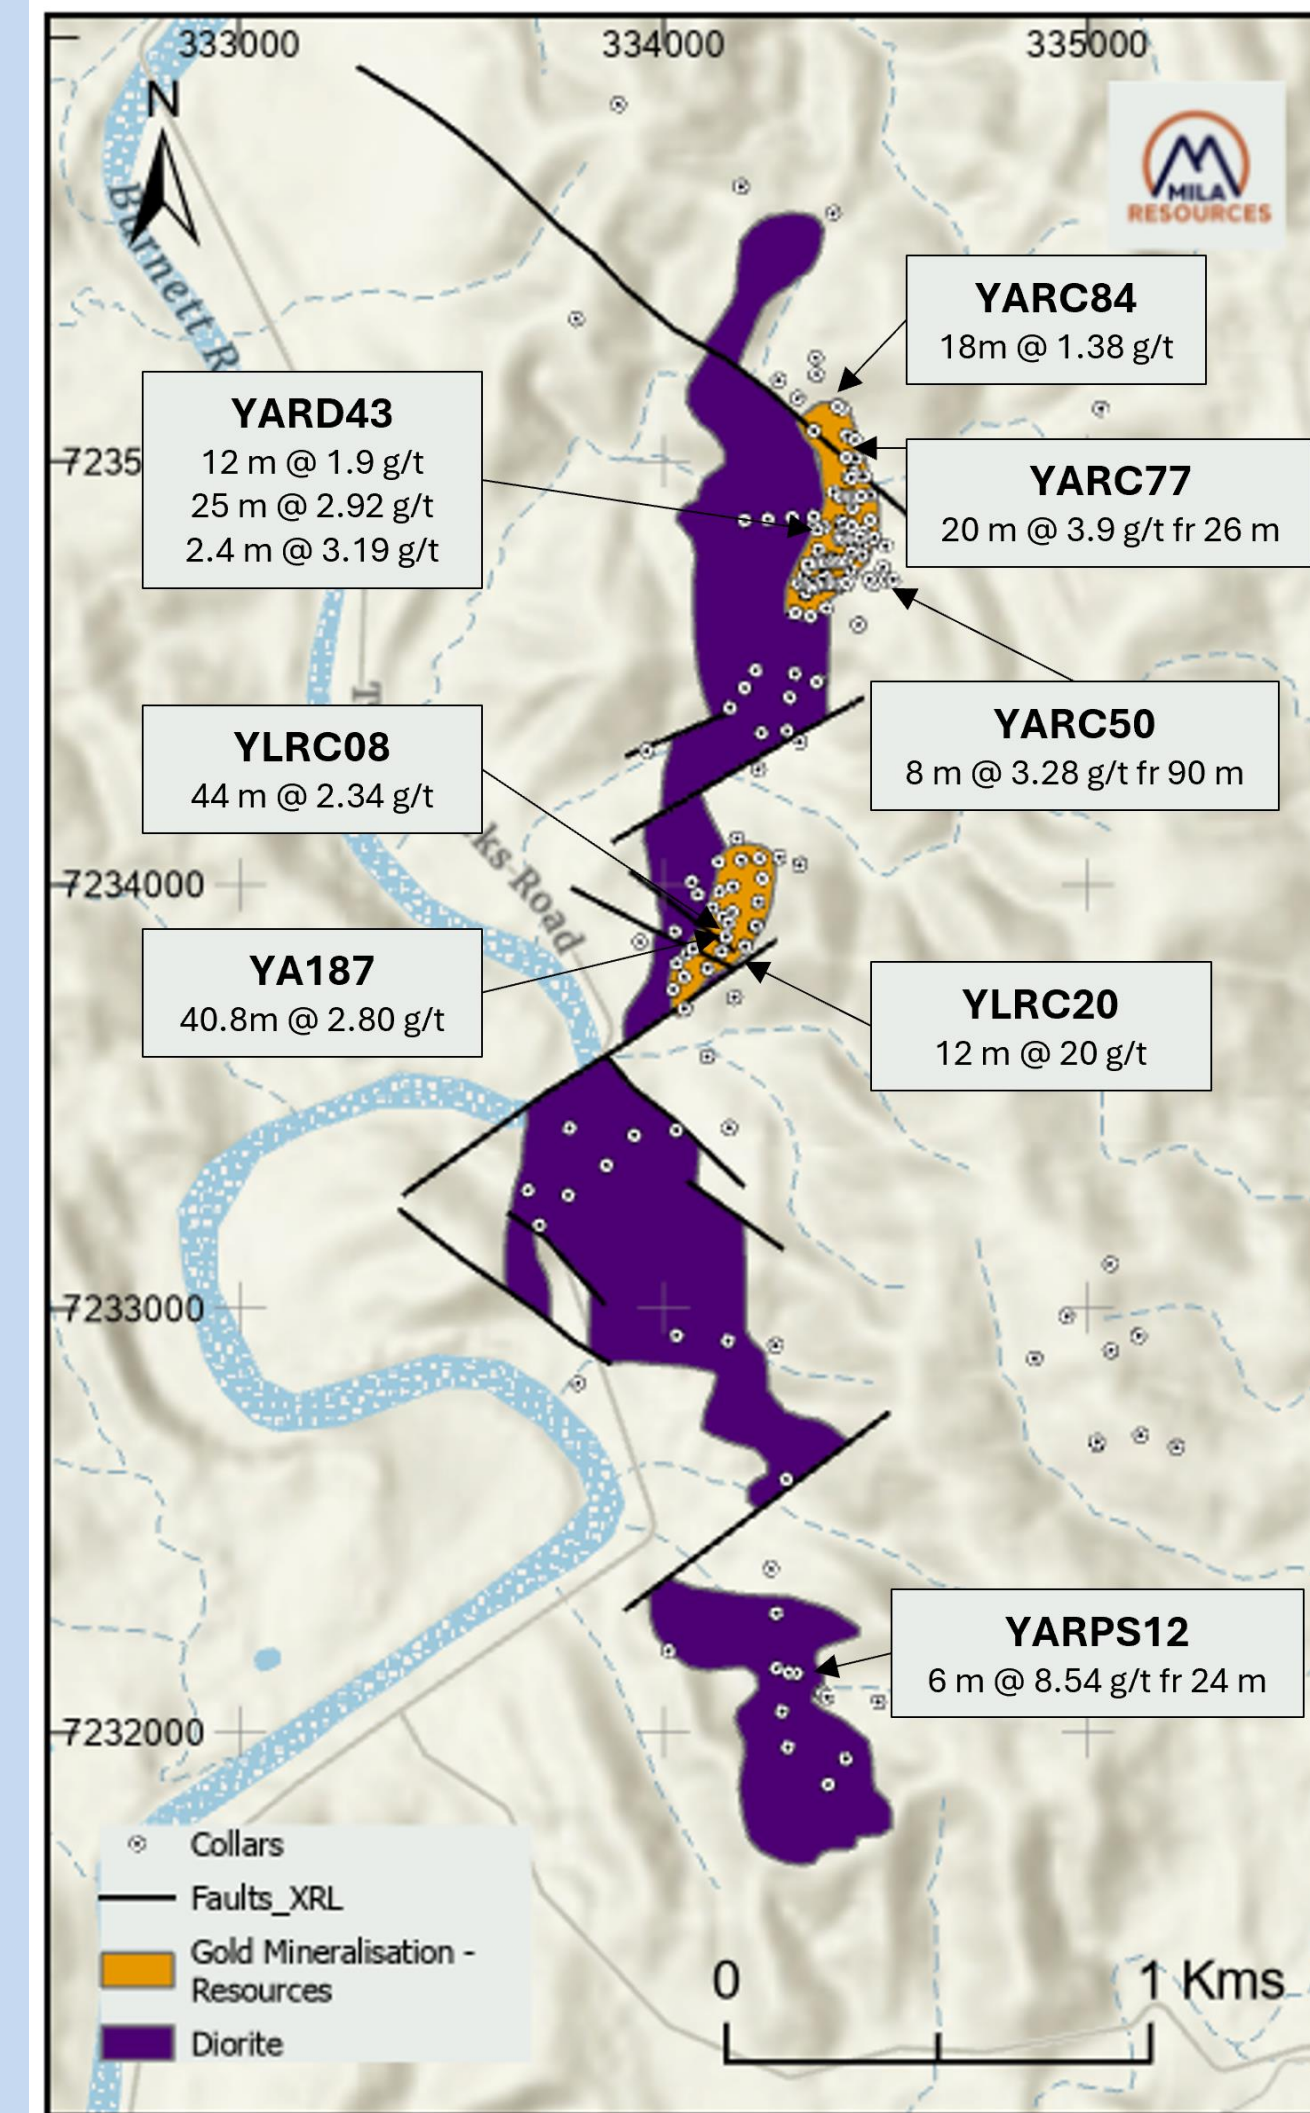 333000
334000
335000
N
Burnett R
MILA
RESOURCES
YARC84
18m @ 1.38 g/t
YARD43
12 m @ 1.9 g/t
25 m @ 2.92 g/t
2.4 m @ 3.19 g/t
7235
YARC77
20 m @ 3.9 g/t fr 26 m
YARC50
8 m @ 3.28 g/t fr 90 m
YLRC08
44 m @ 2.34 g/t
cks-Road
7234000
YA187
40.8m @ 2.80 g/t
YLRC20
12 m @ 20 g/t
7233000
YARPS12
6 m @ 8.54 g/t fr 24 m
7232000
Collars
Faults_XRL
Gold Mineralisation -
Resources
Diorite
0
1 Kms